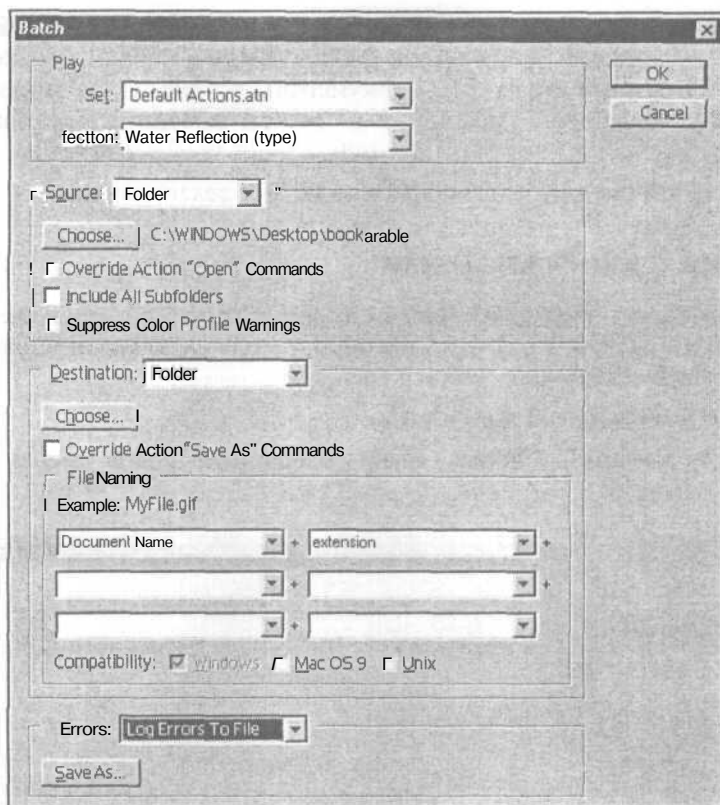 Batch
Play
OK
Set: Default Actions.atn
Cancel
fectton: Water Reflection (type)
Source: Folder
Choose... C:\WINDOWS\Desktop\bookarable
Override Action "Open" Commands
Include All Subfolders
Suppress Color Profile Warnings
Destination: Folder
Choose...
Override Action "Save As" Commands
File Naming
Example: MyFile.gif
Document Name + extension +
+ +
+
Compatibility: Windows Mac OS 9 Unix
Errors: Log Errors To File
Save As...